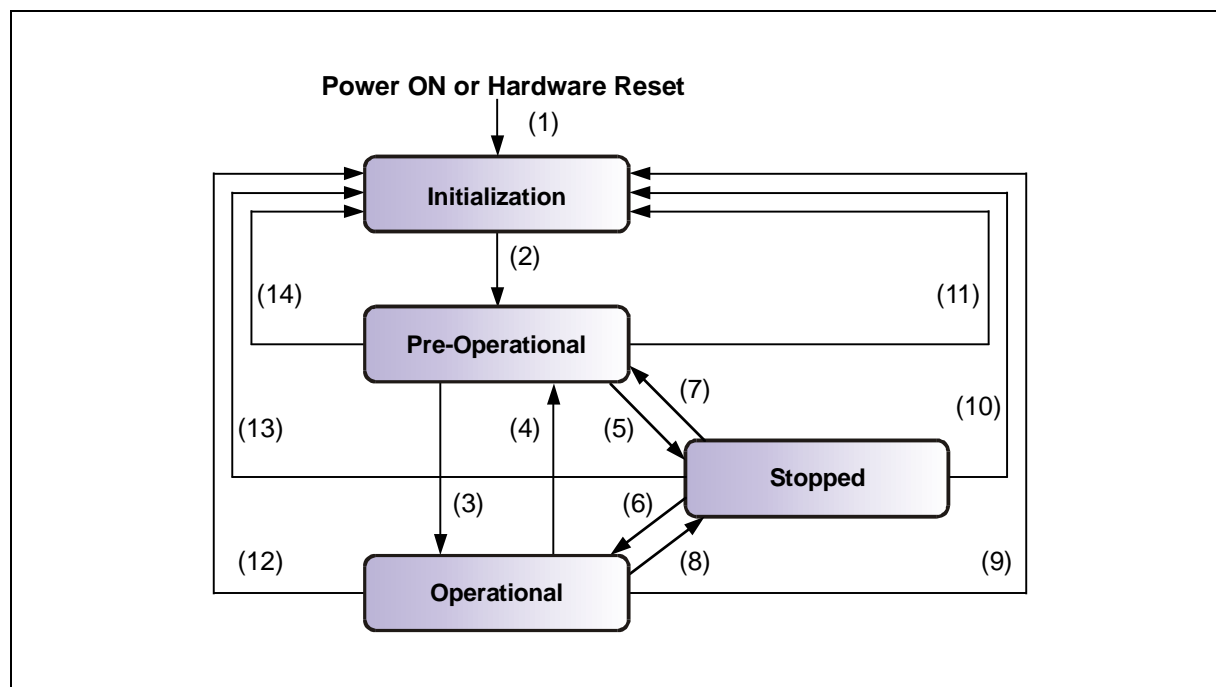 Power ON or Hardware Reset
(1)
Initialization
(2)
(14)
(11)
Pre-Operational
(7)
(13)
(4)
(5)
(10)
Stopped
(3)
(6)
(12)
(8)
(9)
Operational